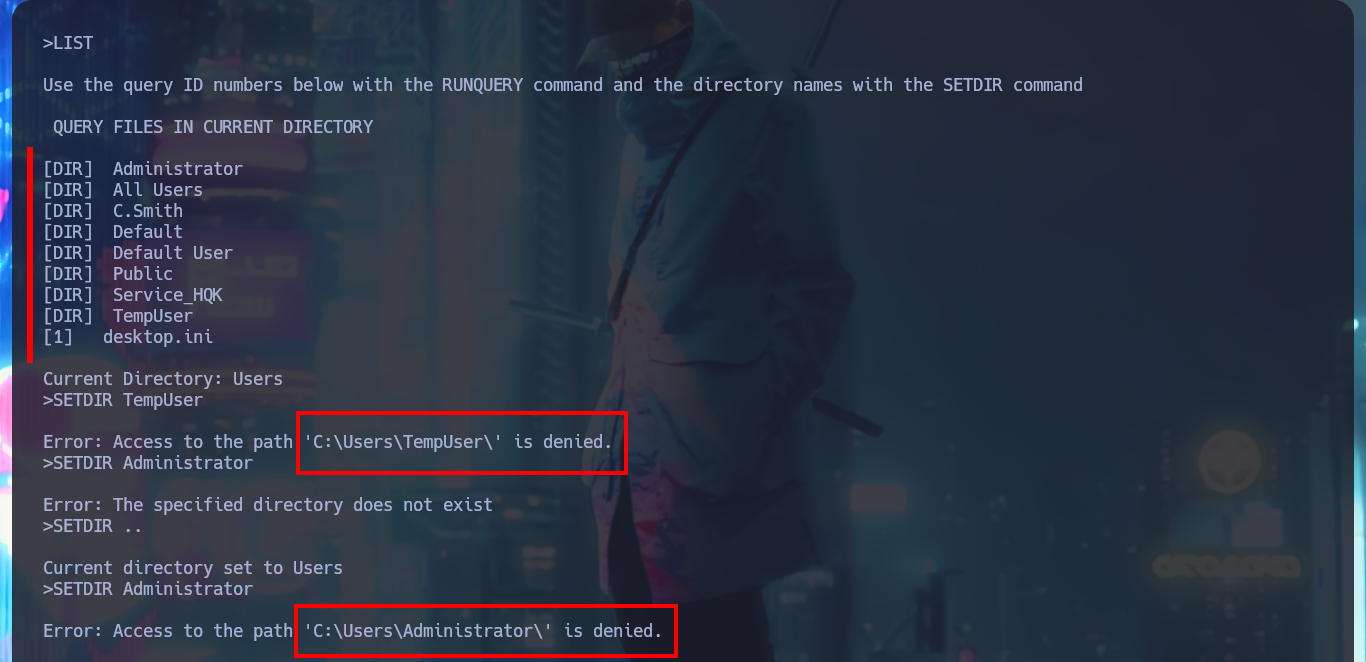 >LIST
Use the query ID numbers below with the RUNQUERY command and the directory names with the SETDIR command
QUERY FILES IN CURRENT DIRECTORY
[DIR]  Administrator
[DIR]  All Users
[DIR]  C.Smith
[DIR]  Default
[DIR]  Default User
[DIR]  Public
[DIR]  Service_HQK
[DIR]  TempUser
[1]   desktop.ini
Current Directory: Users
>SETDIR TempUser
Error: Access to the path 'C:\Users\TempUser\' is denied.
>SETDIR Administrator
Error: The specified directory does not exist
>SETDIR ..
Current directory set to Users
>SETDIR Administrator
Error: Access to the path 'C:\Users\Administrator\' is denied.